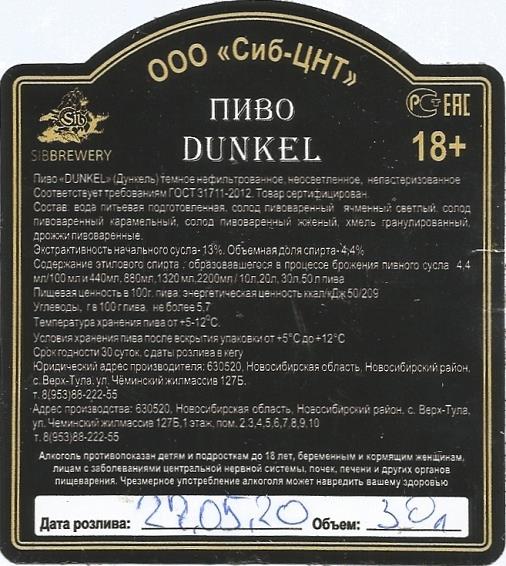 ООО «Сиб-ЦНТ»
ПИВО
DUNKEL
Sib
SIBBREWERY
РСТ ЕАС
18+
Пиво «DUNKEL» (Дункель) темное нефильтрованное, неосветленное, непастеризованное
Соответствует требованиям ГОСТ 31711-2012. Товар сертифицирован.
Состав: вода питьевая подготовленная, солод пивоваренный ячменный светлый, солод
пивоваренный карамельный, солод пивоваренный жженый, хмель гранулированный,
дрожжи пивоваренные.
Экстрактивность начального сусла- 13%. Объемная доля спирта- 4,4%
Содержание этилового спирта : образовавшегося в процессе брожения пивного сусла 4,4
мл/100 мл и 440мл, 880мл,1320 мл,2200мл / 10л,20л, 30л,50 л пива
Пищевая ценность в 100г. пива: энергетическая ценность ккал/кДж 50/209
Углеводы, г в 100 г пива, не более 5,7
Температура хранения пива от +5-12°С.
Условия хранения пива после вскрытия упаковки от +5°С до +12°С
Срок годности 30 суток, с даты розлива в кегу
Юридический адрес производителя: 630520, Новосибирская область, Новосибирский район,
с. Верх-Тула. ул. Чёминский жилмассив 127Б.
т. 8(953)88-222-55
Адрес производства: 630520, Новосибирская область, Новосибирский район. с. Верх-Тула,
ул. Чеминский жилмассив 127Б,1 этаж, пом. 2,3,4,5,6,7,8,9,10
т. 8(953)88-222-55
Алкоголь противопоказан детям и подросткам до 18 лет, беременным и кормящим женщинам,
лицам с заболеваниями центральной нервной системы, почек, печени и других органов
пищеварения. Чрезмерное употребление алкоголя может навредить вашему здоровью
Дата розлива: 27.05.20 Объем: 30л